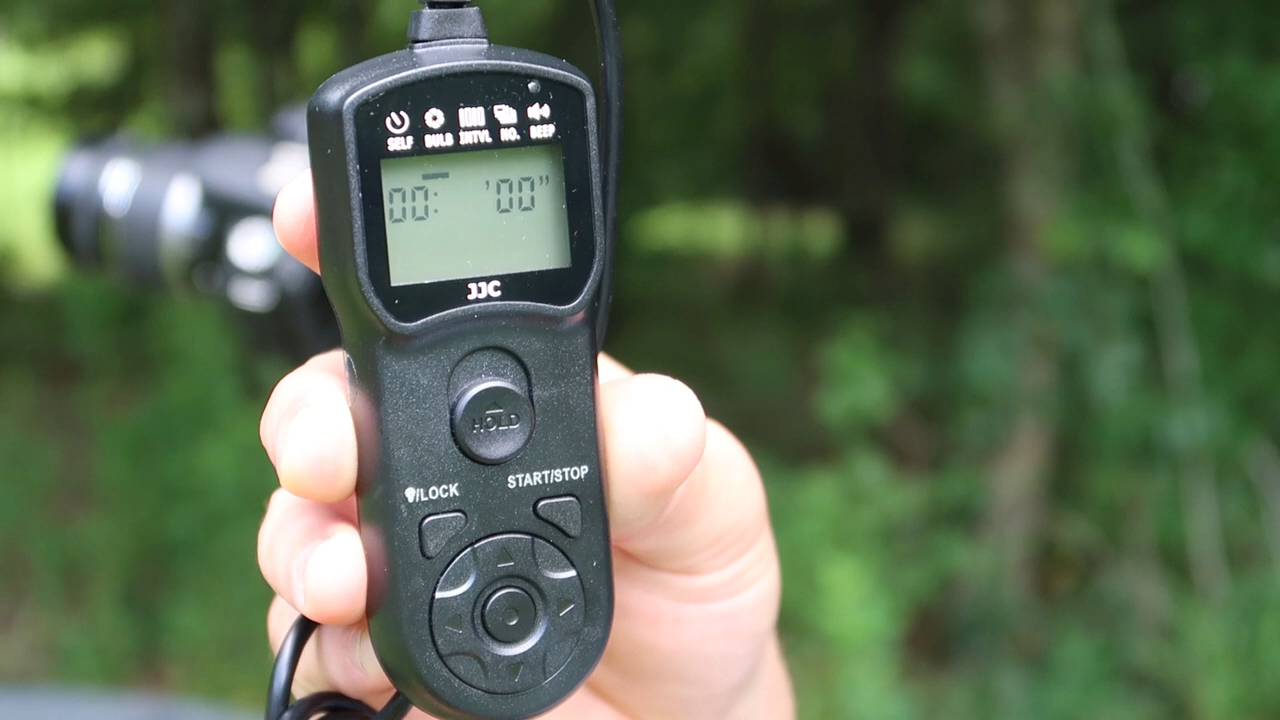 SELF BULB INTVL NO. BEEP
00: '00"
JJC
HOLD
/LOCK START/STOP